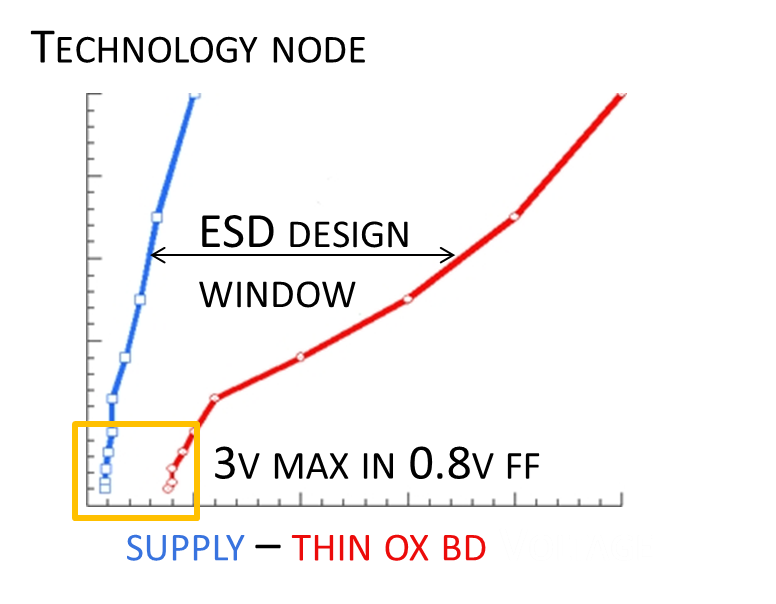 TECHNOLOGY NODE
ESD DESIGN
WINDOW
3V MAX IN 0.8V FF
SUPPLY – THIN OX BD